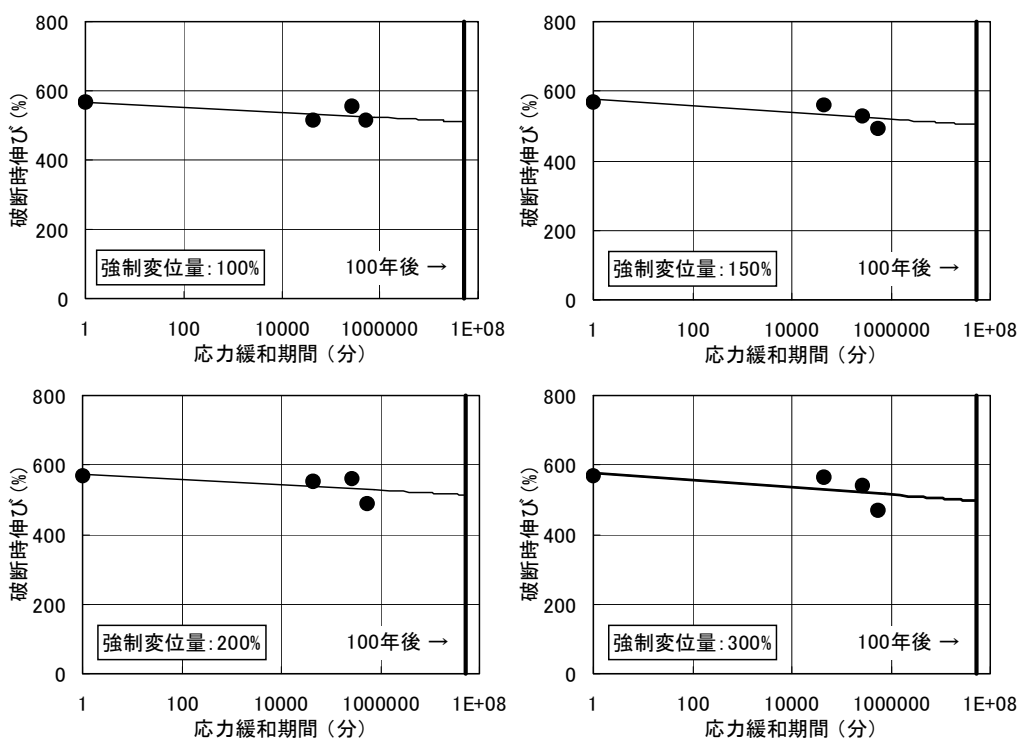 800
600
400
200
0
破断時伸び (%)
強制変位量:100%
100年後 →
1 100 10000 1000000 1E+08
応力緩和期間（分）
800
600
400
200
0
破断時伸び (%)
強制変位量:150%
100年後 →
1 100 10000 1000000 1E+08
応力緩和期間（分）
800
600
400
200
0
破断時伸び (%)
強制変位量:200%
100年後 →
1 100 10000 1000000 1E+08
応力緩和期間（分）
800
600
400
200
0
破断時伸び (%)
強制変位量:300%
100年後 →
1 100 10000 1000000 1E+08
応力緩和期間（分）